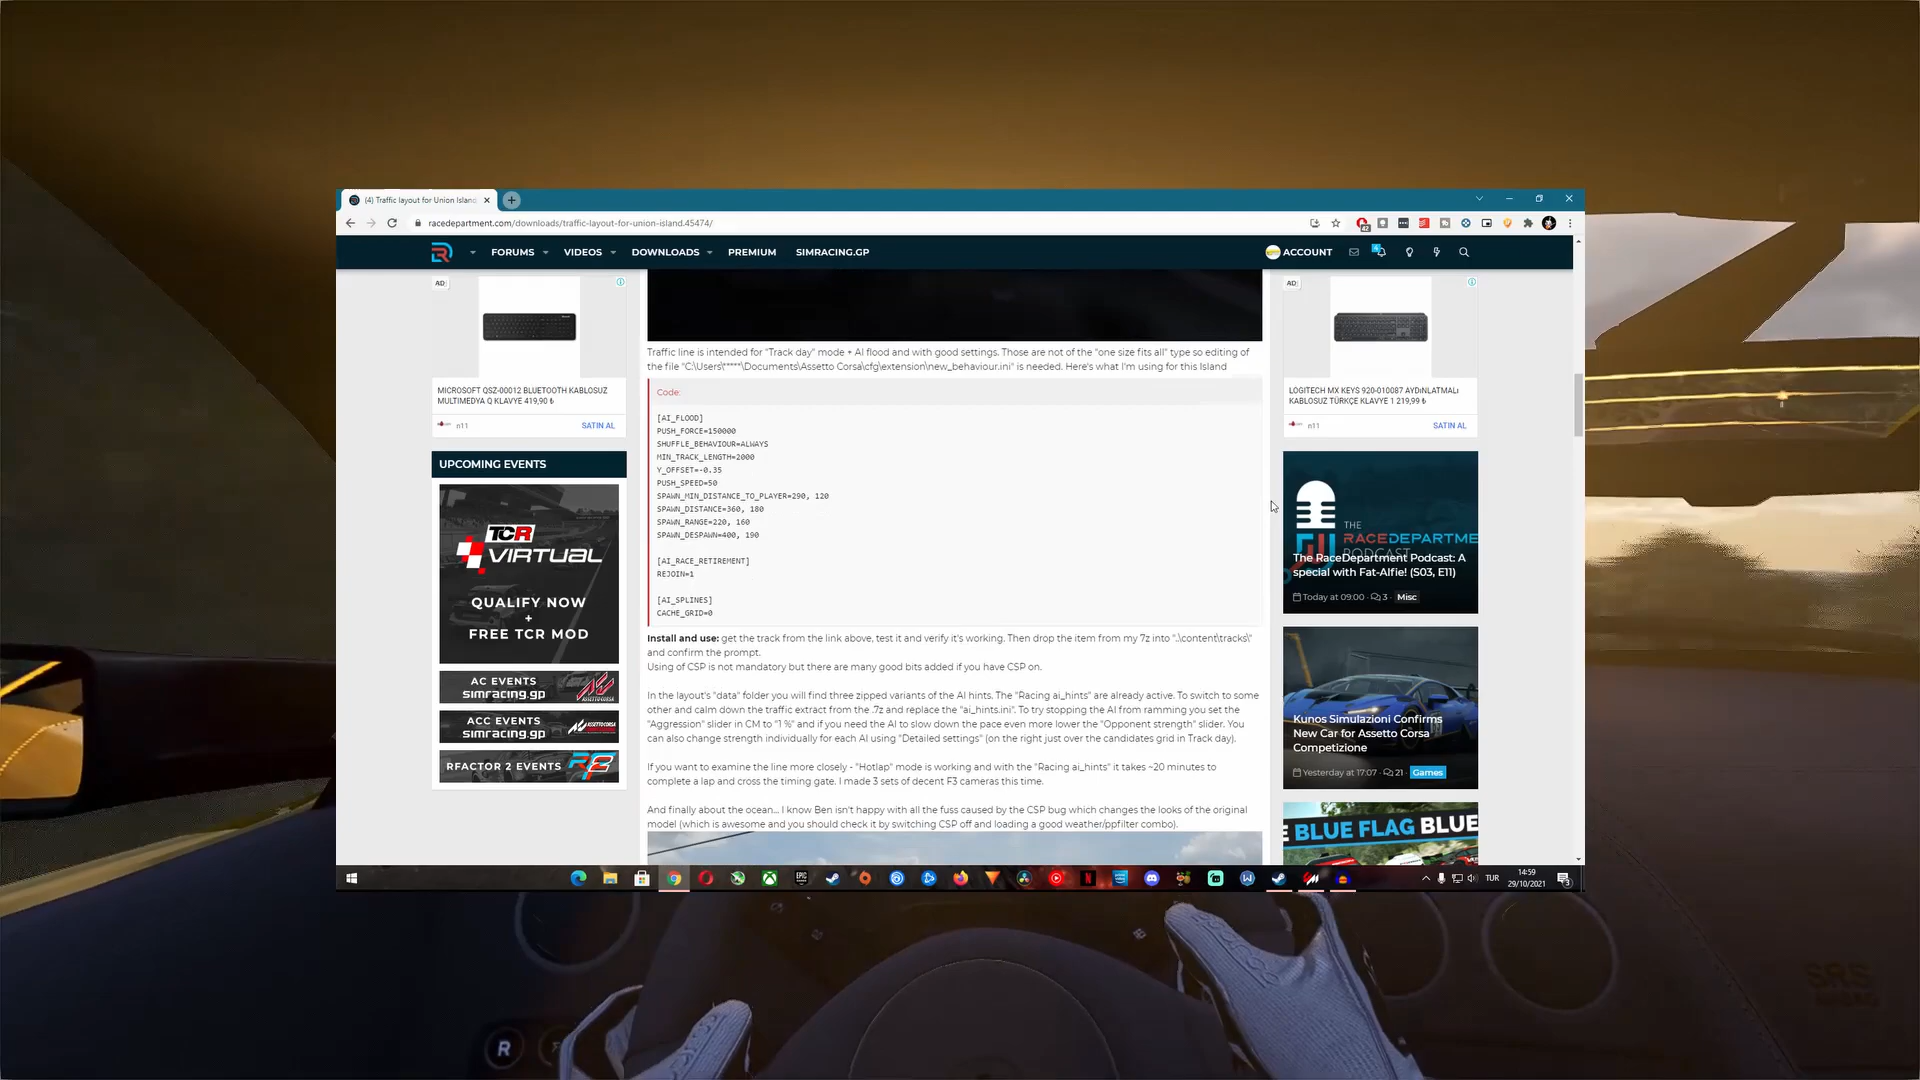 (4) Traffic layout for Union Island
racedepartment.com/downloads/traffic-layout-for-union-island.45474/
42
FORUMS
VIDEOS
DOWNLOADS
PREMIUM
SIMRACING.GP
ACCOUNT
4
AD
MICROSOFT QSZ-00012 BLUETOOTH KABLOSUZ
MULTIMEDYA Q KLAVYE 419,90 ₺
n11
SATIN AL
UPCOMING EVENTS
TCR
VIRTUAL
QUALIFY NOW
+
FREE TCR MOD
AC EVENTS
simracing.gp
ACC EVENTS
simracing.gp
RFACTOR 2 EVENTS
Traffic line is intended for "Track day" mode + AI flood and with good settings. Those are not of the "one size fits all" type so editing of
the file "C:\Users\*****\Documents\Assetto Corsa\cfg\extension\new_behaviour.ini" is needed. Here's what I'm using for this Island
Code:
[AI_FLOOD]
PUSH_FORCE=150000
SHUFFLE_BEHAVIOUR=ALWAYS
MIN_TRACK_LENGTH=2000
Y_OFFSET=-0.35
PUSH_SPEED=50
SPAWN_MIN_DISTANCE_TO_PLAYER=290, 120
SPAWN_DISTANCE=360, 180
SPAWN_RANGE=220, 160
SPAWN_DESPAWN=400, 190
[AI_RACE_RETIREMENT]
REJOIN=1
[AI_SPLINES]
CACHE_GRID=0
Install and use: get the track from the link above, test it and verify it's working. Then drop the item from my 7z into ".\content\tracks\"
and confirm the prompt.
Using of CSP is not mandatory but there are many good bits added if you have CSP on.
In the layout's "data" folder you will find three zipped variants of the AI hints. The "Racing ai_hints" are already active. To switch to some
other and calm down the traffic extract from the .7z and replace the "ai_hints.ini". To try stopping the AI from ramming you set the
"Aggression" slider in CM to "1 %" and if you need the AI to slow down the pace even more lower the "Opponent strength" slider. You
can also change strength individually for each AI using "Detailed settings" (on the right just over the candidates grid in Track day).
If you want to examine the line more closely - "Hotlap" mode is working and with the "Racing ai_hints" it takes ~20 minutes to
complete a lap and cross the timing gate. I made 3 sets of decent F3 cameras this time.
And finally about the ocean... I know Ben isn't happy with all the fuss caused by the CSP bug which changes the looks of the original
model (which is awesome and you should check it by switching CSP off and loading a good weather/ppfilter combo).
AD
LOGITECH MX KEYS 920-010087 AYDıNLATMALı
KABLOSUZ TÜRKÇE KLAVYE 1 219,99 ₺
n11
SATIN AL
THE
RACEDEPARTME
PODCAST
The RaceDepartment Podcast: A
special with Fat-Alfie! (S03, E11)
Today at 09:00 · 3 · Misc
Kunos Simulazioni Confirms
New Car for Assetto Corsa
Competizione
Yesterday at 17:07 · 21 · Games
E BLUE FLAG BLUE
EPIC
N
TUR
14:59
29/10/2021
3
R
SRS